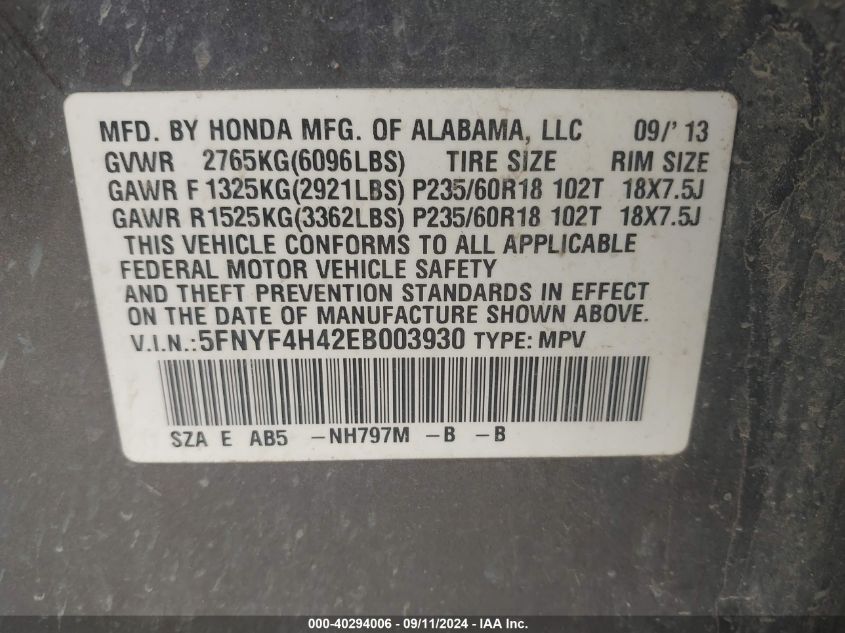 MFD. BY HONDA MFG. OF ALABAMA, LLC 09/'13
GVWR 2765KG(6096LBS) TIRE SIZE RIM SIZE
GAWR F 1325KG(2921LBS) P235/60R18 102T 18X7.5J
GAWR R1525KG(3362LBS) P235/60R18 102T 18X7.5J
THIS VEHICLE CONFORMS TO ALL APPLICABLE
FEDERAL MOTOR VEHICLE SAFETY
AND THEFT PREVENTION STANDARDS IN EFFECT
ON THE DATE OF MANUFACTURE SHOWN ABOVE.
V.I.N.:5FNYF4H42EB003930 TYPE: MPV
SZA E AB5 -NH797M -B -B
000-40294006 - 09/11/2024 - IAA Inc.